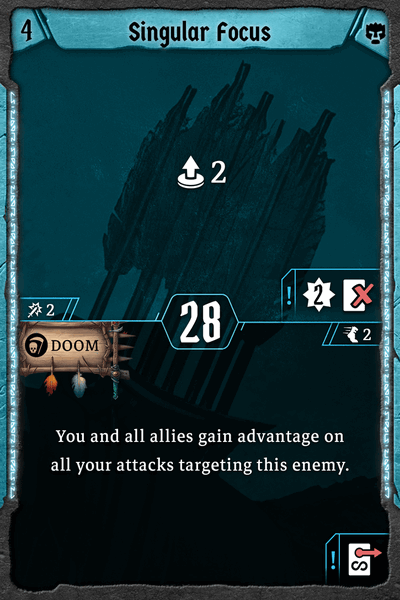 4 Singular Focus
2
2
2
28
2
DOOM
You and all allies gain advantage on
all your attacks targeting this enemy.